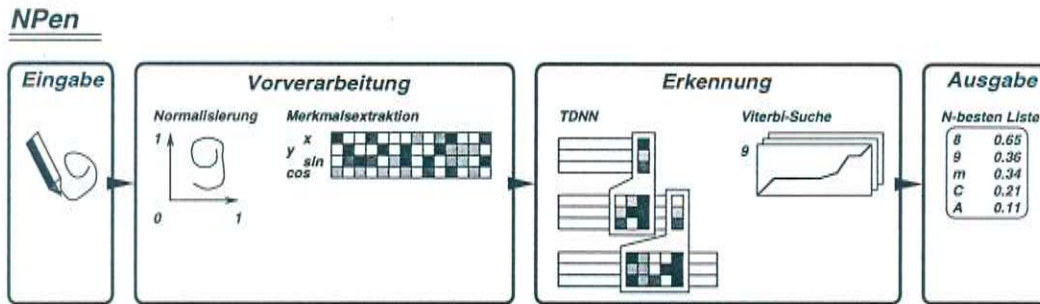 NPen
Eingabe
Vorverarbeitung
Normalisierung
1
0
1
Merkmalsextraktion
x
y
sin
cos
Erkennung
TDNN
Viterbi-Suche
9
Ausgabe
N-besten Liste
8 0.65
9 0.36
m 0.34
C 0.21
A 0.11